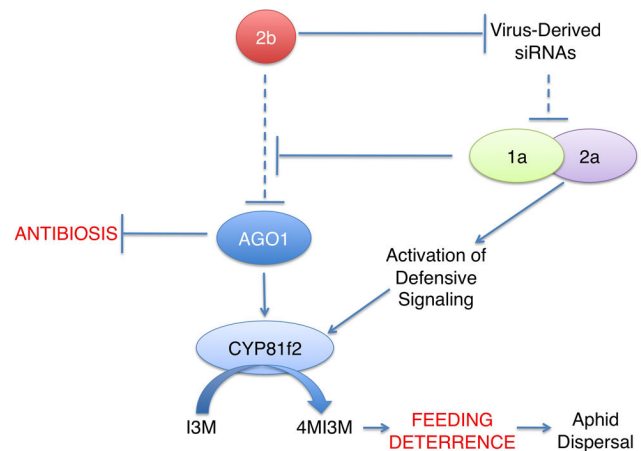 2b
Virus-Derived
siRNAs
1a
2a
ANTIBIOSIS
AGO1
Activation of
Defensive
Signaling
CYP81f2
I3M
4MI3M
FEEDING
DETERRENCE
Aphid
Dispersal